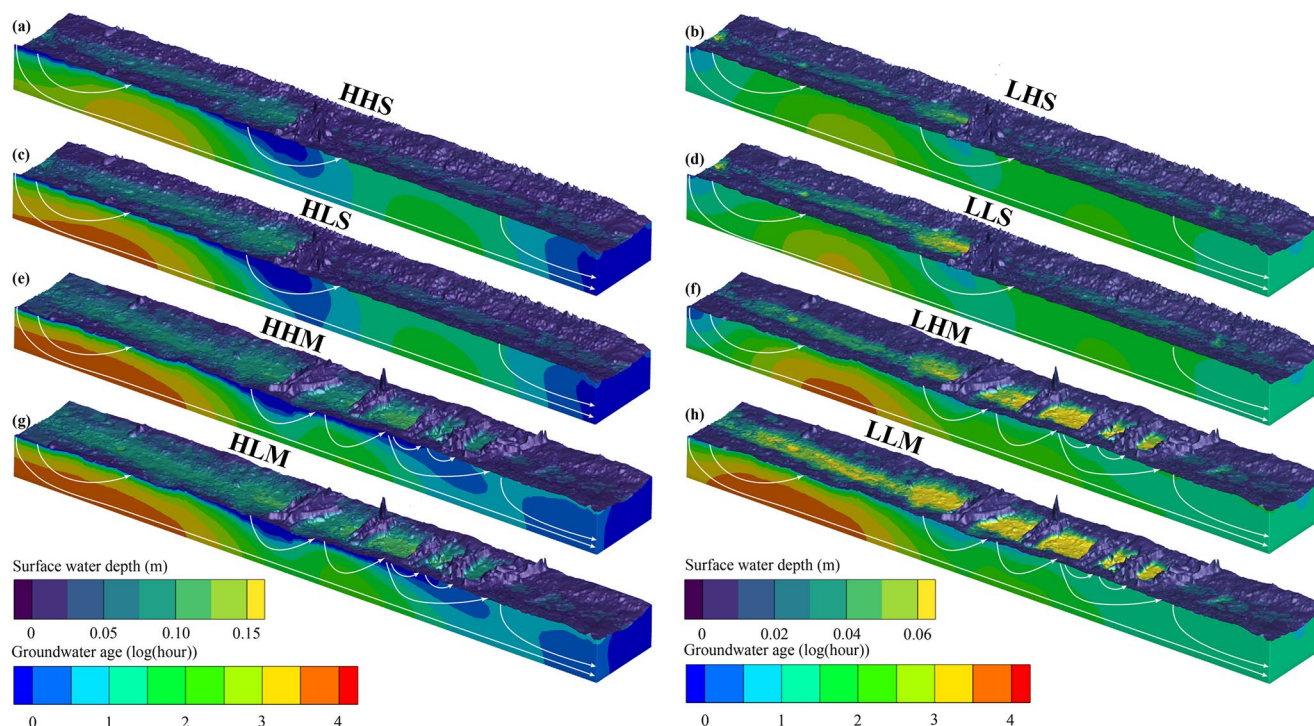 (a)
HHS
(b)
LHS
(c)
HLS
(d)
LLS
(e)
HHM
(f)
LHM
(g)
HLM
(h)
LLM
Surface water depth (m)
0 0.05 0.10 0.15
Groundwater age (log(hour))
0 1 2 3 4
Surface water depth (m)
0 0.02 0.04 0.06
Groundwater age (log(hour))
0 1 2 3 4